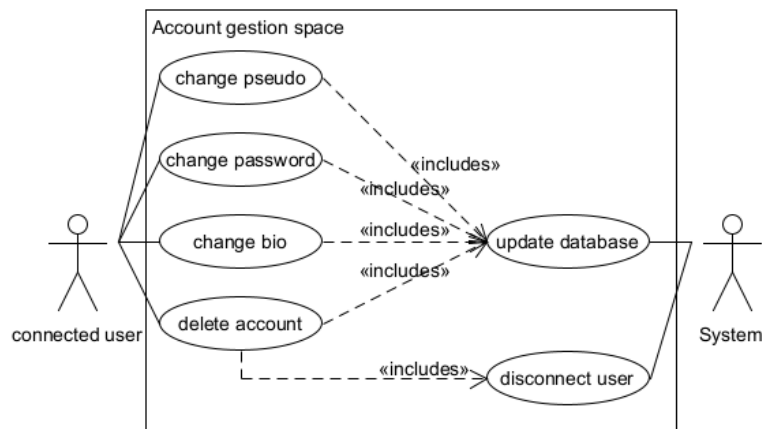 Account gestion space
change pseudo
«includes»
change password
«includes»
change bio
«includes»
update database
«includes»
connected user
delete account
System
«includes»
disconnect user